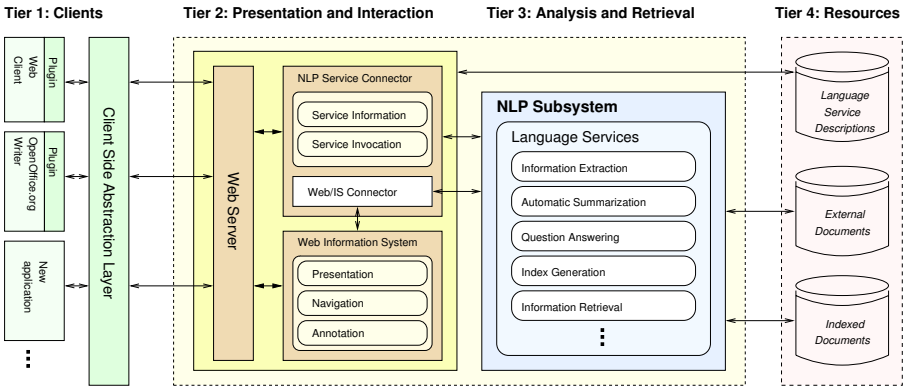 Tier 1: Clients
Tier 2: Presentation and Interaction
Tier 3: Analysis and Retrieval
Tier 4: Resources
Plugin
Web
Client
Plugin
OpenOffice.org
Writer
New
application
...
Client Side Abstraction Layer
Web Server
NLP Service Connector
Service Information
Service Invocation
Web/IS Connector
Web Information System
Presentation
Navigation
Annotation
NLP Subsystem
Language Services
Information Extraction
Automatic Summarization
Question Answering
Index Generation
Information Retrieval
...
Language
Service
Descriptions
External
Documents
Indexed
Documents